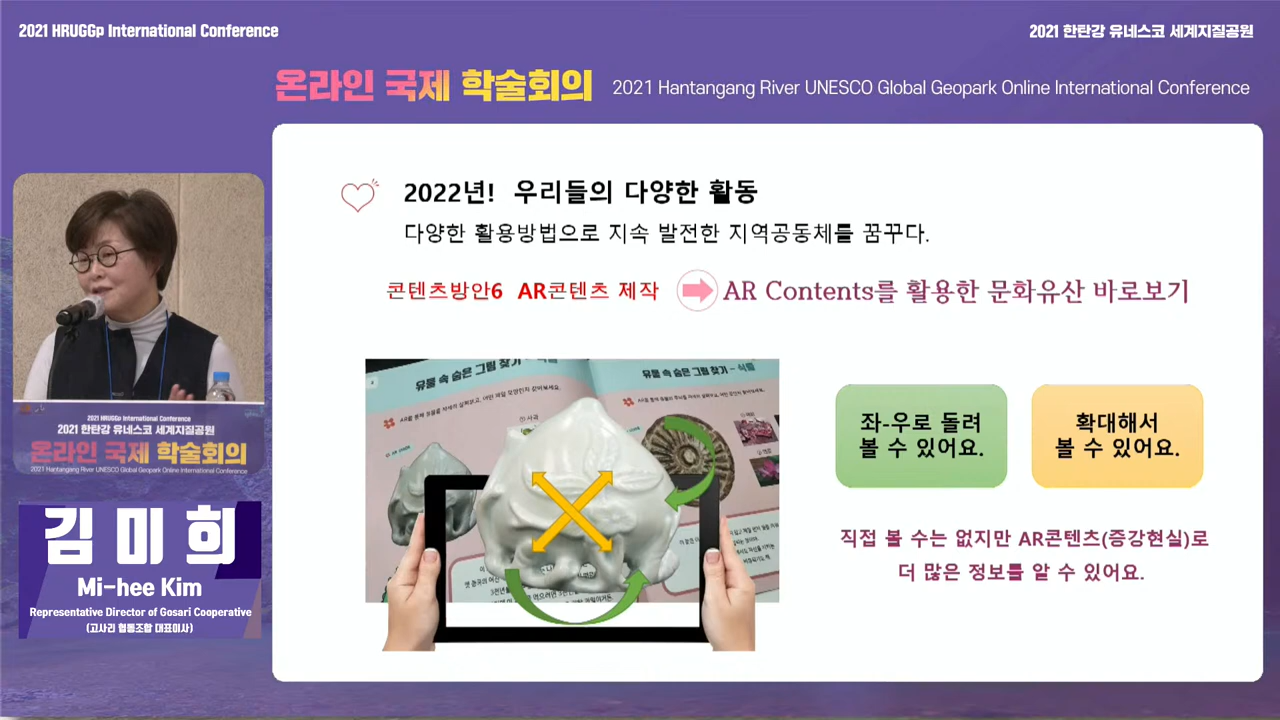 2021 HRUGGp International Conference
2021 한탄강 유네스코 세계지질공원
온라인 국제 학술회의 2021 Hantangang River UNESCO Global Geopark Online International Conference
2022년! 우리들의 다양한 활동
다양한 활용방법으로 지속 발전한 지역공동체를 꿈꾸다.
콘텐츠방안6 AR콘텐츠 제작
AR Contents를 활용한 문화유산 바로보기
유물 속 숨은 그림 찾기 - 식물
유물 속 숨은 그림 찾기 - 식물
좌-우로 돌려
볼 수 있어요.
확대해서
볼 수 있어요.
직접 볼 수는 없지만 AR콘텐츠(증강현실)로
더 많은 정보를 알 수 있어요.
2021 HRUGGp International Conference
2021 한탄강 유네스코 세계지질공원
온라인 국제 학술회의
2021 Hantangang River UNESCO Global Geopark Online International Conference
김미희
Mi-hee Kim
Representative Director of Gosari Cooperative
(고사리 협동조합 대표이사)